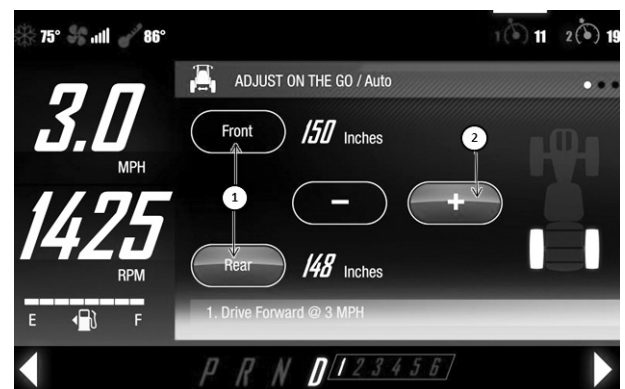 75° 86° 1 11 2 19
ADJUST ON THE GO / Auto
3.0
MPH
Front 150 Inches
2
1
− +
1425
RPM
Rear 148 Inches
E F
1. Drive Forward @ 3 MPH
P R N D 1 2 3 4 5 6